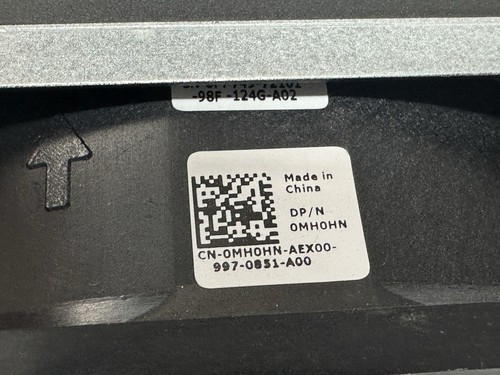 -98F -124G-A02
Made in
China
DP/N
0MH0HN
CN-0MH0HN-AEX00-
997-0851-A00